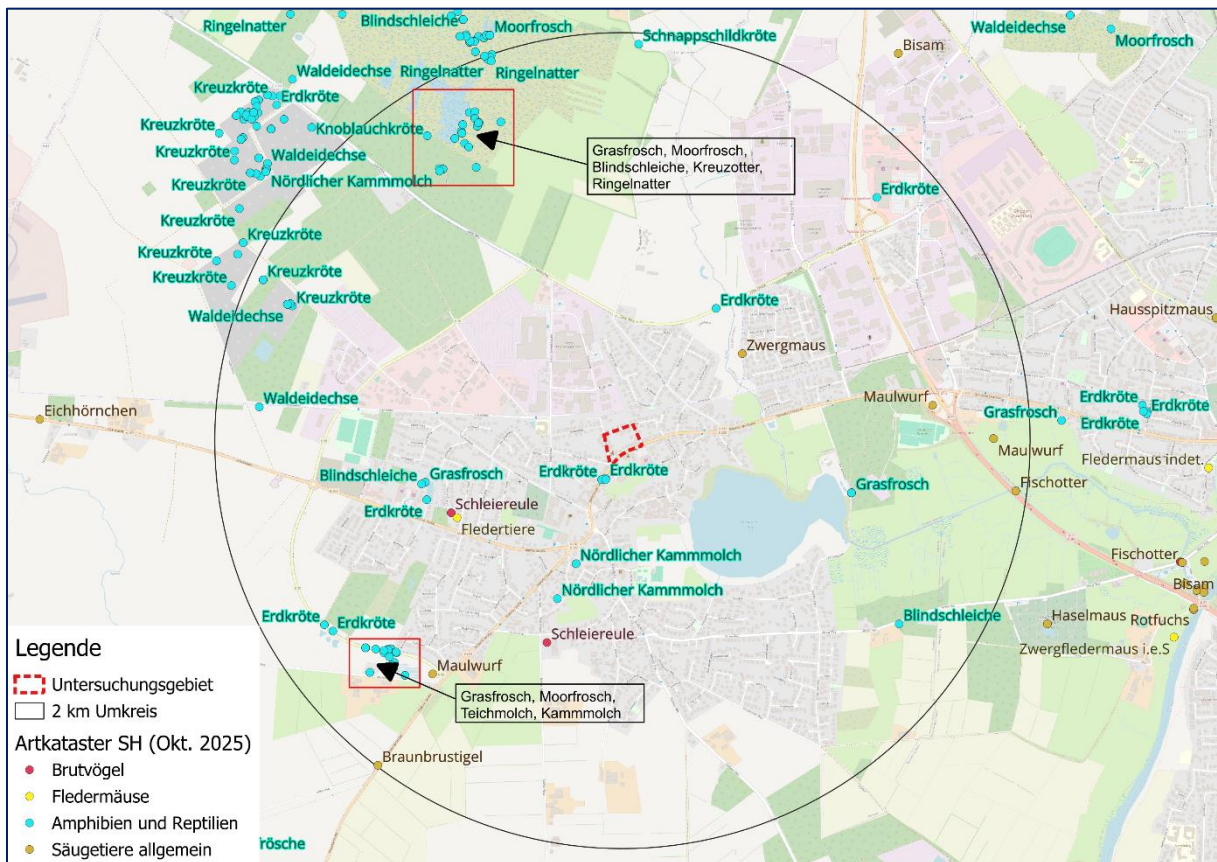 Ringelnatter
Blindschleiche
Moorfrosch
Schnappschildkröte
Waldeidechse
Moorfrosch
Bisam
Waldeidechse
Ringelnatter
Ringelnatter
Kreuzkröte
Erdkröte
Kreuzkröte
Knoblauchkröte
Kreuzkröte
Waldeidechse
Kreuzkröte
Nördlicher Kammmolch
Grasfrosch, Moorfrosch,
Blindschleiche, Kreuzotter,
Ringelnatter
Erdkröte
Kreuzkröte
Kreuzkröte
Kreuzkröte
Kreuzkröte
Kreuzkröte
Kreuzkröte
Waldeidechse
Erdkröte
Hausspitzmaus
Zwergmaus
Eichhörnchen
Waldeidechse
Maulwurf
Grasfrosch
Erdkröte
Erdkröte
Erdkröte
Maulwurf
Fledermaus indet.
Blindschleiche
Grasfrosch
Erdkröte
Erdkröte
Erdkröte
Grasfrosch
Fischotter
Schleiereule
Fledertiere
Nördlicher Kammmolch
Fischotter
Bisam
Nördlicher Kammmolch
Erdkröte
Erdkröte
Schleiereule
Blindschleiche
Haselmaus
Rotfuchs
Zwergfledermaus i.e.S
Maulwurf
Grasfrosch, Moorfrosch,
Teichmolch, Kammmolch
Braunbrustigel
frösche
Legende
Untersuchungsgebiet
2 km Umkreis
Artkataster SH (Okt. 2025)
Brutvögel
Fledermäuse
Amphibien und Reptilien
Säugetiere allgemein